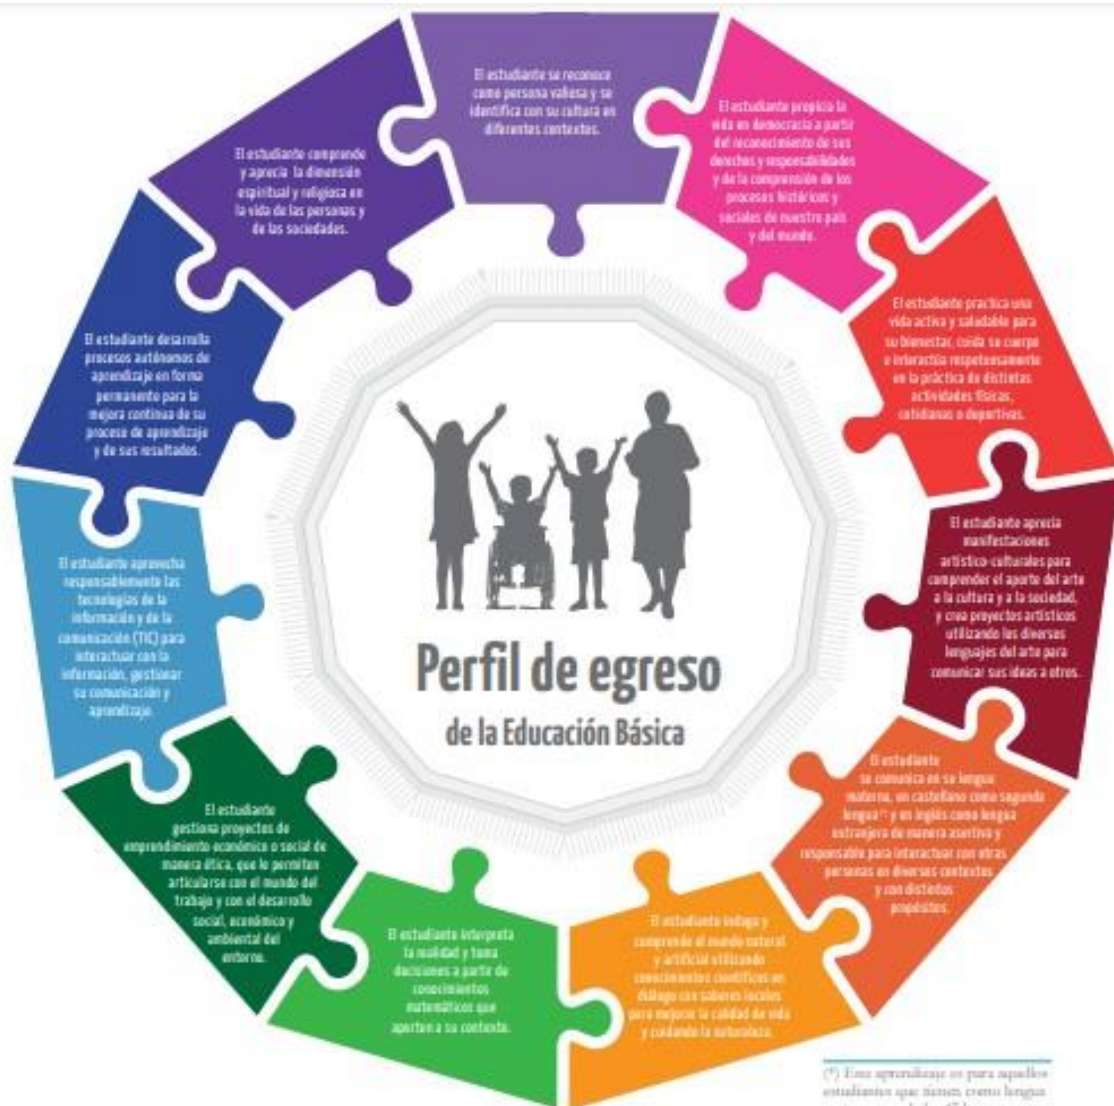 El estudiante se reconoce
como persona valiosa y se
identifica con su cultura en
diferentes contextos.
El estudiante propicia la
vida en democracia a partir
del reconocimiento de sus
derechos y responsabilidades
y de la comprensión de los
procesos históricos y
sociales de nuestro país
y del mundo.
El estudiante practica una
vida activa y saludable para
su bienestar, cuida su cuerpo
e interactúa respetuosamente
en la práctica de distintas
actividades físicas,
cotidianas o deportivas.
El estudiante aprecia
manifestaciones
artístico-culturales para
comprender el aporte del arte
a la cultura y a la sociedad,
y crea proyectos artísticos
utilizando los diversos
lenguajes del arte para
comunicar sus ideas a otros.
El estudiante
se comunica en su lengua
materna, en castellano como segunda
lengua(*) y en inglés como lengua
extranjera de manera asertiva y
responsable para interactuar con otras
personas en diversos contextos
y con distintos
propósitos.
El estudiante indaga y
comprende el mundo natural
y artificial utilizando
conocimientos científicos en
diálogo con saberes locales
para mejorar la calidad de vida
y cuidando la naturaleza.
El estudiante interpreta
la realidad y toma
decisiones a partir de
conocimientos
matemáticos que
aporten a su contexto.
El estudiante
gestiona proyectos de
emprendimiento económico o social de
manera ética, que le permiten
articularse con el mundo del
trabajo y con el desarrollo
social, económico y
ambiental del
entorno.
El estudiante aprovecha
responsablemente las
tecnologías de la
información y de la
comunicación (TIC) para
interactuar con la
información, gestionar
su comunicación y
aprendizaje.
El estudiante desarrolla
procesos autónomos de
aprendizaje en forma
permanente para la
mejora continua de su
proceso de aprendizaje
y de sus resultados.
El estudiante comprende
y aprecia la dimensión
espiritual y religiosa en
la vida de las personas y
de las sociedades.
Perfil de egreso
de la Educación Básica
(*) Este aprendizaje es para aquellos
estudiantes que tienen como lengua